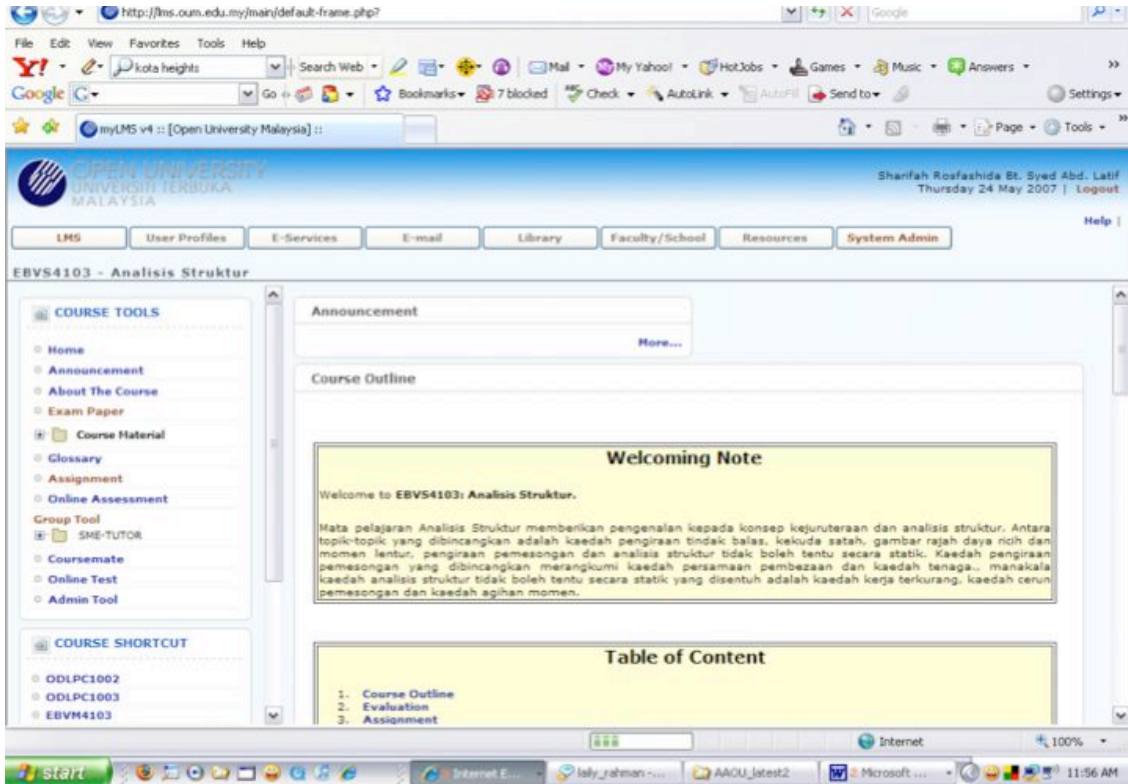 http://lms.oum.edu.my/main/default-frame.php?
Google
File Edit View Favorites Tools Help
Y! kota heights Search Web Mail My Yahoo! HotJobs Games Music Answers »
Google G Go Bookmarks 7 blocked Check AutoLink AutoFill Send to Settings
myLMS v4 :: [Open University Malaysia] :: Page Tools »
OPEN UNIVERSITY
UNIVERSITI TERBUKA
MALAYSIA
Sharifah Rosfashida Bt. Syed Abd. Latif
Thursday 24 May 2007 | Logout
Help |
LMS User Profiles E-Services E-mail Library Faculty/School Resources System Admin
EBVS4103 - Analisis Struktur
COURSE TOOLS
Home
Announcement
About The Course
Exam Paper
Course Material
Glossary
Assignment
Online Assessment
Group Tool
SME-TUTOR
Coursemate
Online Test
Admin Tool
COURSE SHORTCUT
ODLPC1002
ODLPC1003
EBVM4103
Announcement
More...
Course Outline
Welcoming Note
Welcome to EBVS4103: Analisis Struktur.
Mata pelajaran Analisis Struktur memberikan pengenalan kepada konsep kejuruteraan dan analisis struktur. Antara
topik-topik yang dibincangkan adalah kaedah pengiraan tindak balas, kekuda satah, gambar rajah daya ricih dan
momen lentur, pengiraan pemesongan dan analisis struktur tidak boleh tentu secara statik. Kaedah pengiraan
pemesongan yang dibincangkan merangkumi kaedah persamaan pembezaan dan kaedah tenaga., manakala
kaedah analisis struktur tidak boleh tentu secara statik yang disentuh adalah kaedah kerja terkurang, kaedah cerun
pemesongan dan kaedah agihan momen.
Table of Content
1. Course Outline
2. Evaluation
3. Assignment
Internet 100%
start Internet E... laily_rahman -... AAOU_latest2 2 Microsoft ... 11:56 AM